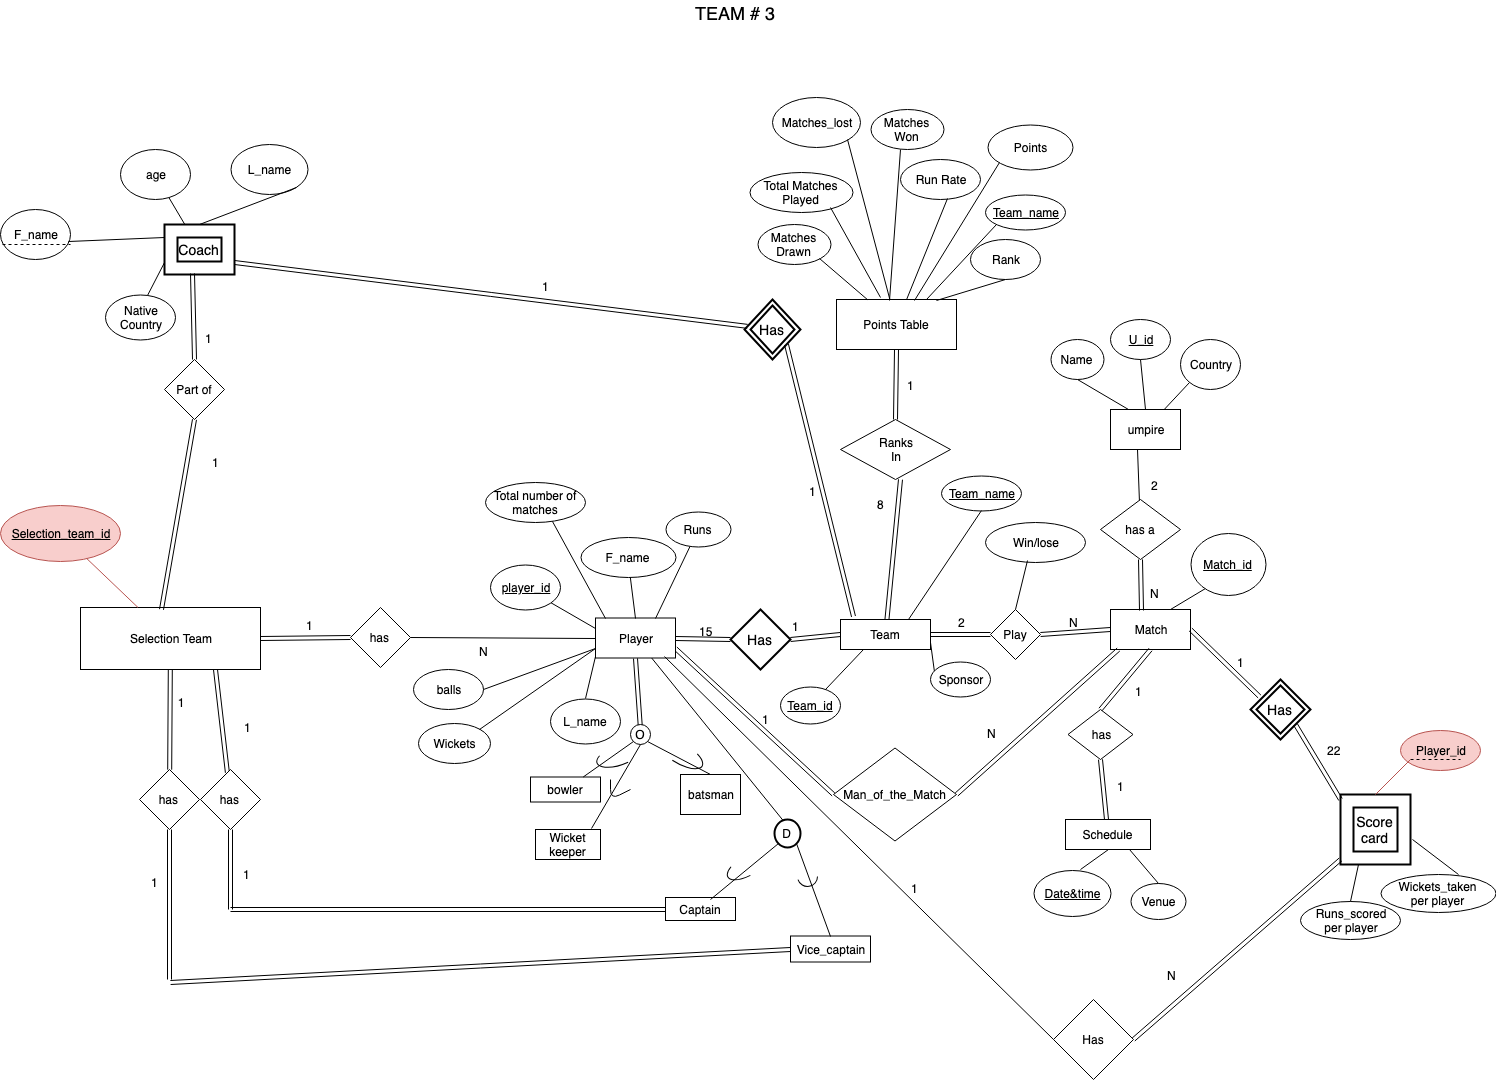 TEAM # 3
Matches_lost
Matches
Won
Points
age
L_name
Run Rate
Total Matches
Played
Team_name
F_name
Coach
Matches
Drawn
Rank
1
Native
Country
Has
Points Table
1
U_id
Name
Country
Part of
1
umpire
Ranks
In
1
1
2
8
Team_name
Total number of
matches
Selection_team_id
Runs
has a
Win/lose
F_name
Match_id
player_id
N
1
15
1
2
N
Selection Team
has
Player
Has
Team
Play
Match
N
1
balls
Sponsor
1
1
Team_id
Has
L_name
1
1
N
has
Wickets
O
22
Player_id
bowler
batsman
Man_of_the_Match
1
has
has
Score
card
D
Schedule
Wicket
keeper
1
1
1
Date&time
Venue
Wickets_taken
per player
Captain
Runs_scored
per player
Vice_captain
N
Has